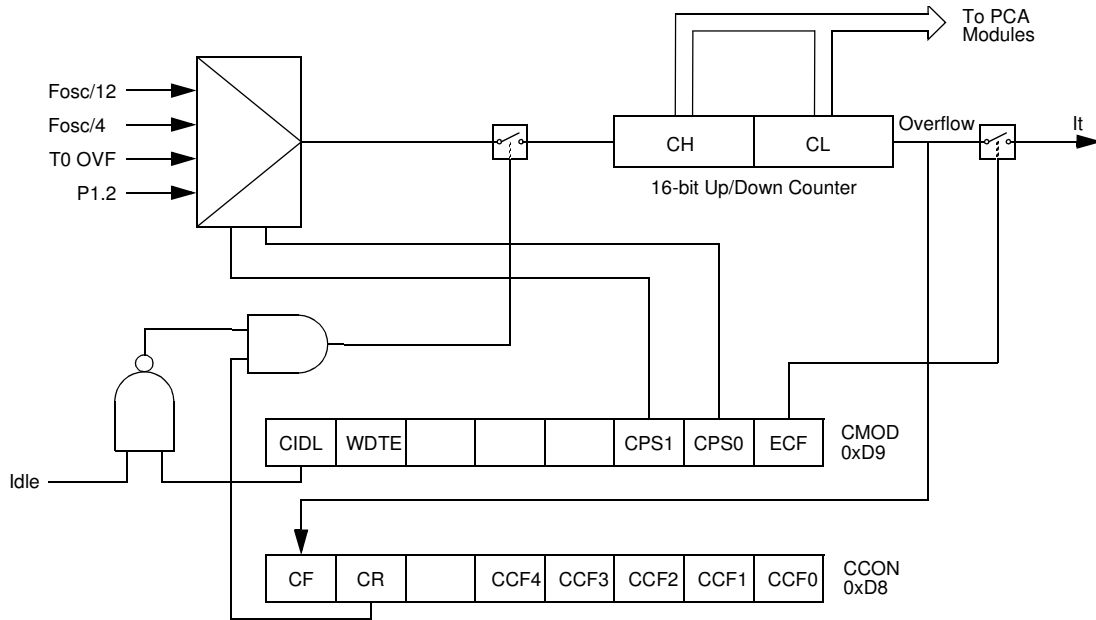 To PCA
Modules
Fosc/12
Fosc/4
T0 OVF
P1.2
CH
CL
Overflow
It
16-bit Up/Down Counter
CIDL
WDTE
CPS1
CPS0
ECF
CMOD
0xD9
Idle
CF
CR
CCF4
CCF3
CCF2
CCF1
CCF0
CCON
0xD8